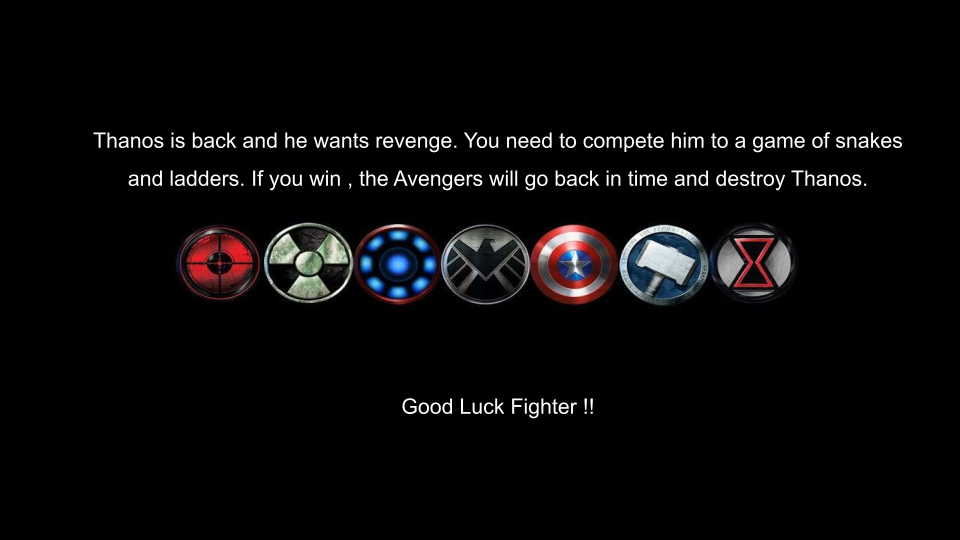 Thanos is back and he wants revenge. You need to compete him to a game of snakes
and ladders. If you win , the Avengers will go back in time and destroy Thanos.
Good Luck Fighter !!